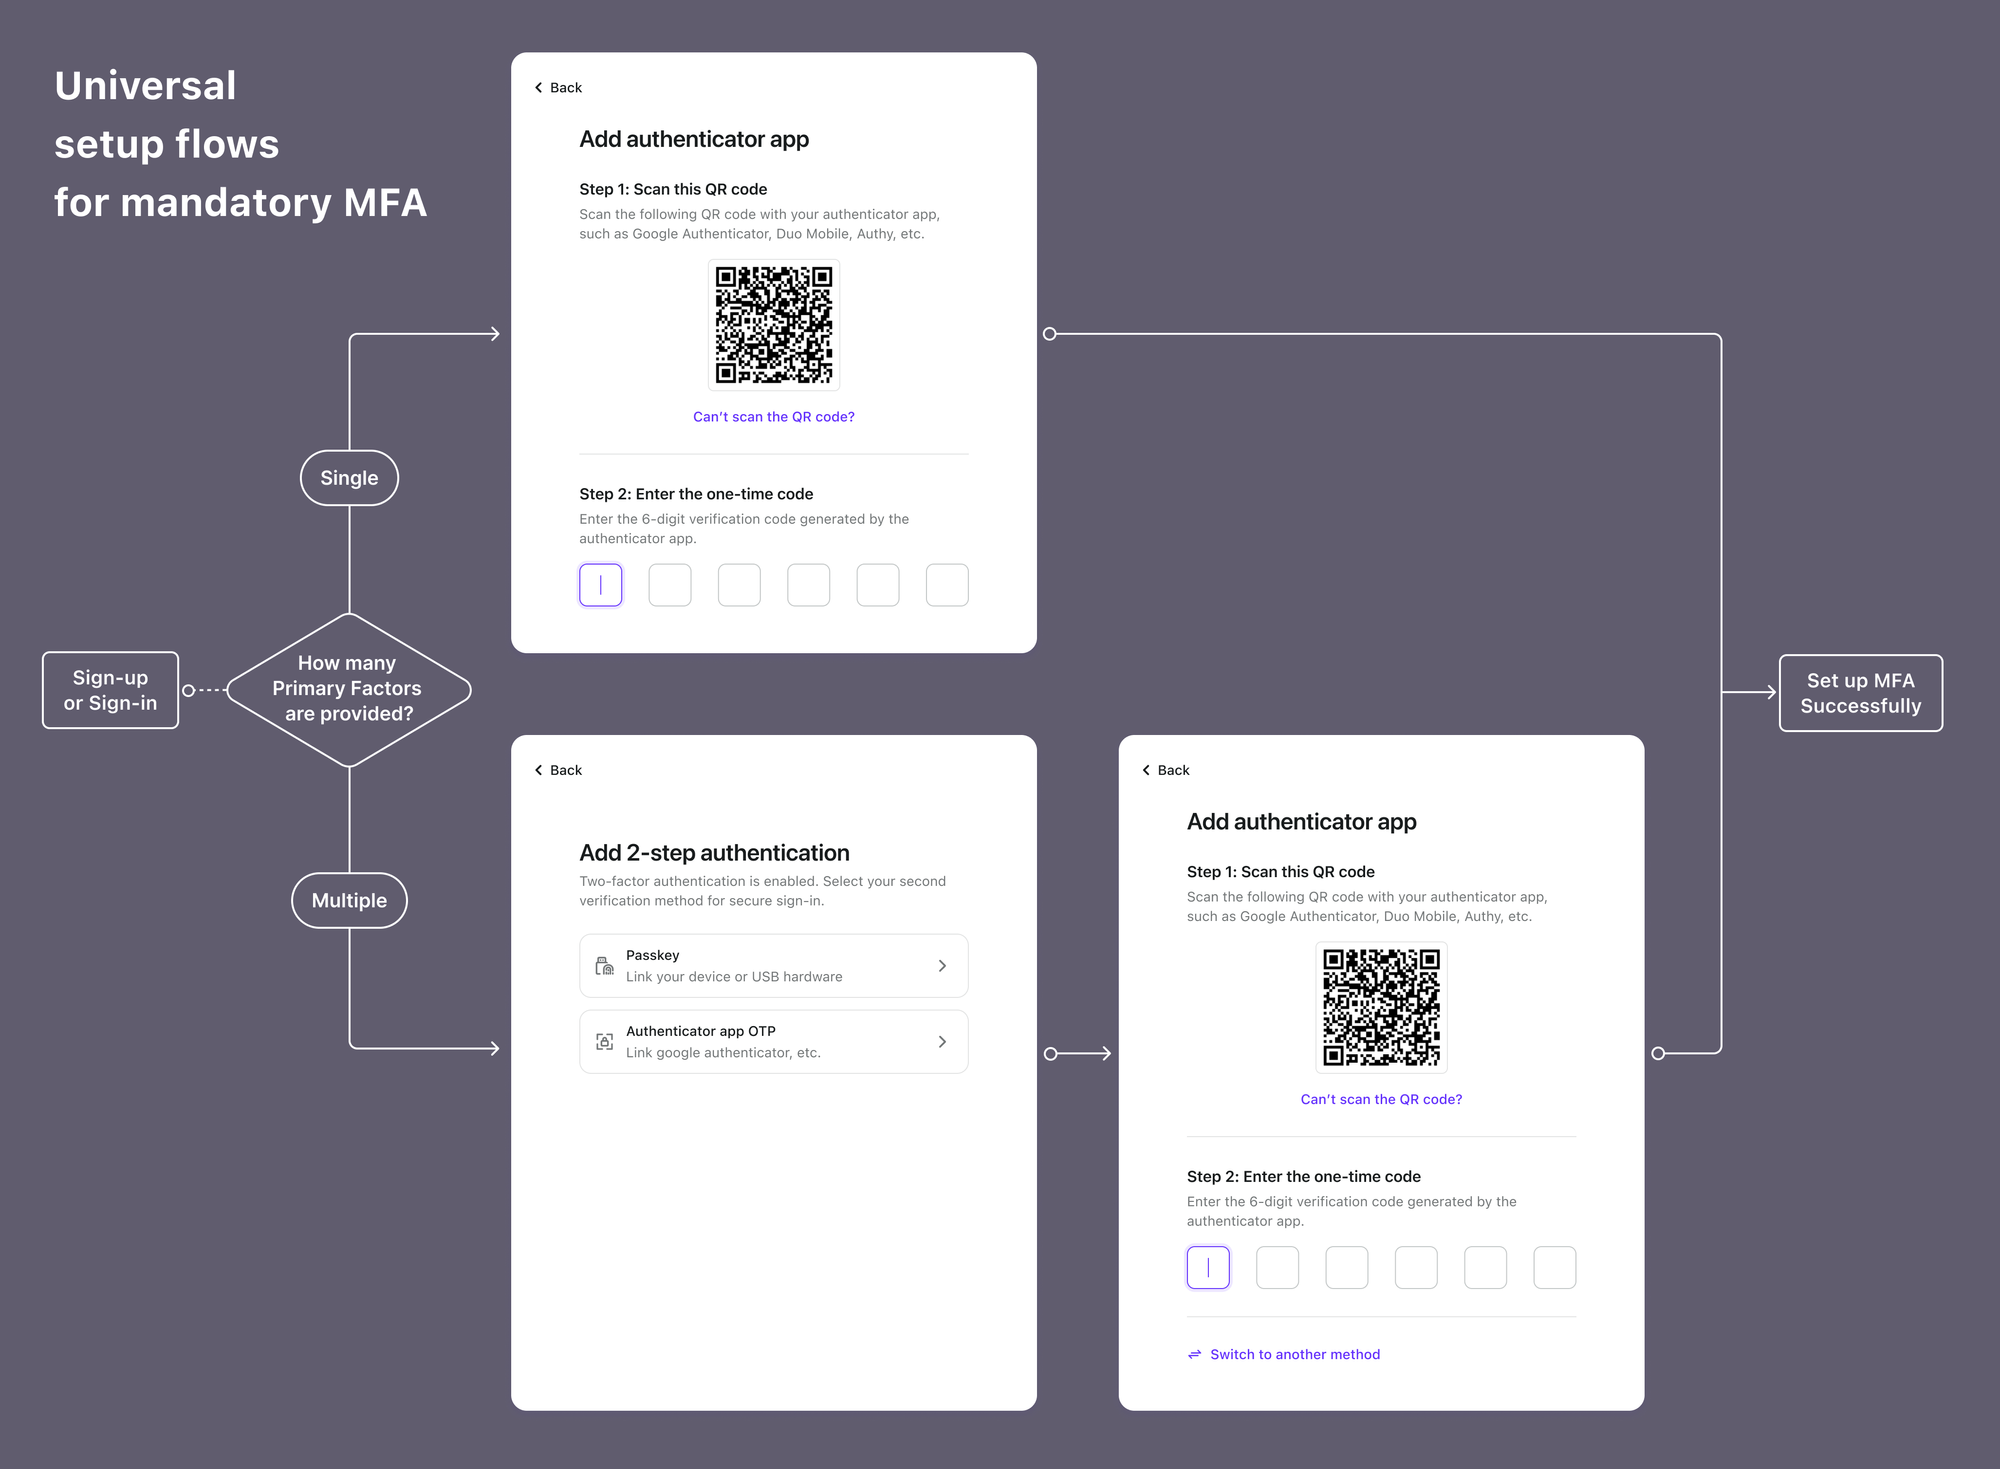 Universal
setup flows
for mandatory MFA
Back
Add authenticator app
Step 1: Scan this QR code
Scan the following QR code with your authenticator app,
such as Google Authenticator, Duo Mobile, Authy, etc.
Can’t scan the QR code?
Step 2: Enter the one-time code
Enter the 6-digit verification code generated by the
authenticator app.
Single
Sign-up
or Sign-in
How many
Primary Factors
are provided?
Multiple
Back
Add 2-step authentication
Two-factor authentication is enabled. Select your second
verification method for secure sign-in.
Passkey
Link your device or USB hardware
Authenticator app OTP
Link google authenticator, etc.
Back
Add authenticator app
Step 1: Scan this QR code
Scan the following QR code with your authenticator app,
such as Google Authenticator, Duo Mobile, Authy, etc.
Can’t scan the QR code?
Step 2: Enter the one-time code
Enter the 6-digit verification code generated by the
authenticator app.
Switch to another method
Set up MFA
Successfully